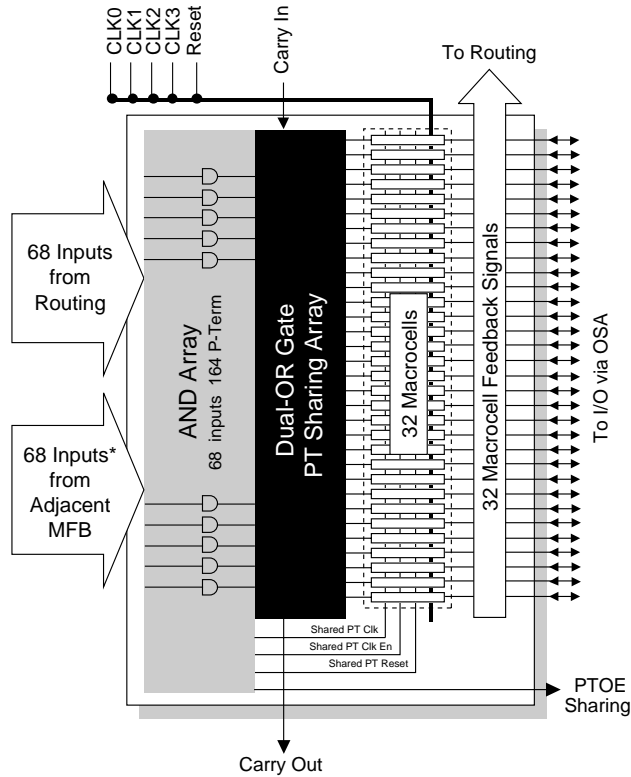 CLK0
CLK1
CLK2
CLK3
Reset
Carry In
To Routing
68 Inputs
from
Routing
68 Inputs*
from
Adjacent
MFB
AND Array
68 inputs 164 P-Term
Dual-OR Gate
PT Sharing Array
32 Macrocells
32 Macrocell Feedback Signals
To I/O via OSA
Shared PT Clk
Shared PT Clk En
Shared PT Reset
PTOE
Sharing
Carry Out